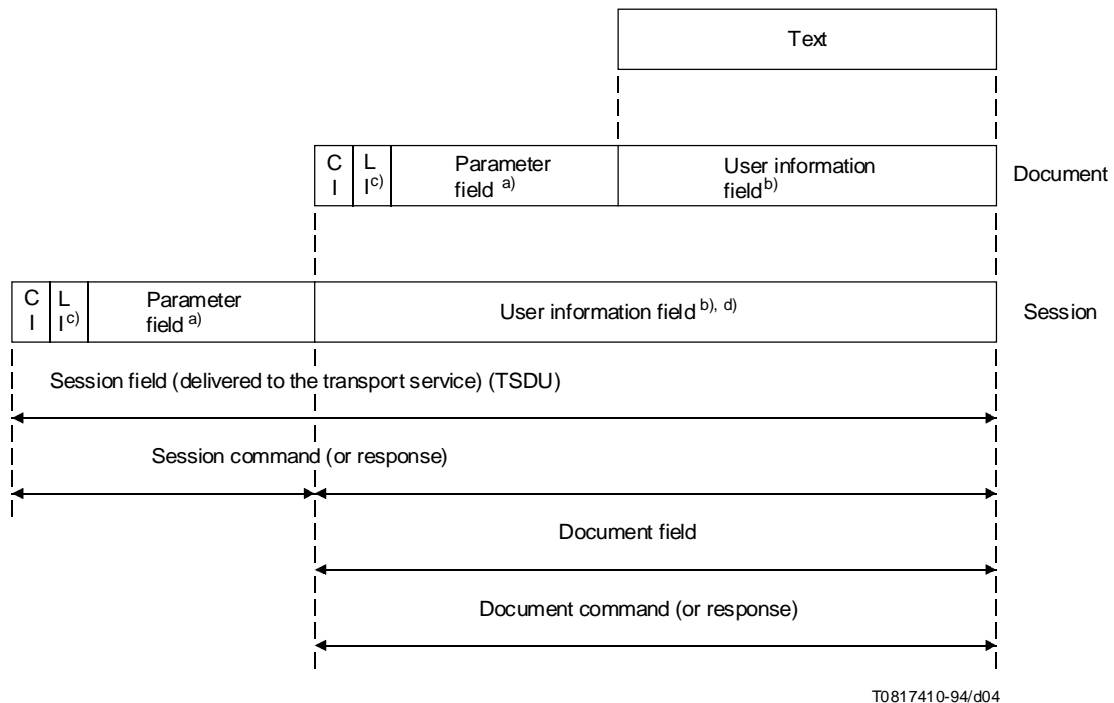 Text
C L Parameter User information Document
I I c) field a) field b)
C L Parameter User information field b), d) Session
I I c) field a)
Session field (delivered to the transport service) (TSDU)
Session command (or response)
Document field
Document command (or response)
T0817410-94/d04